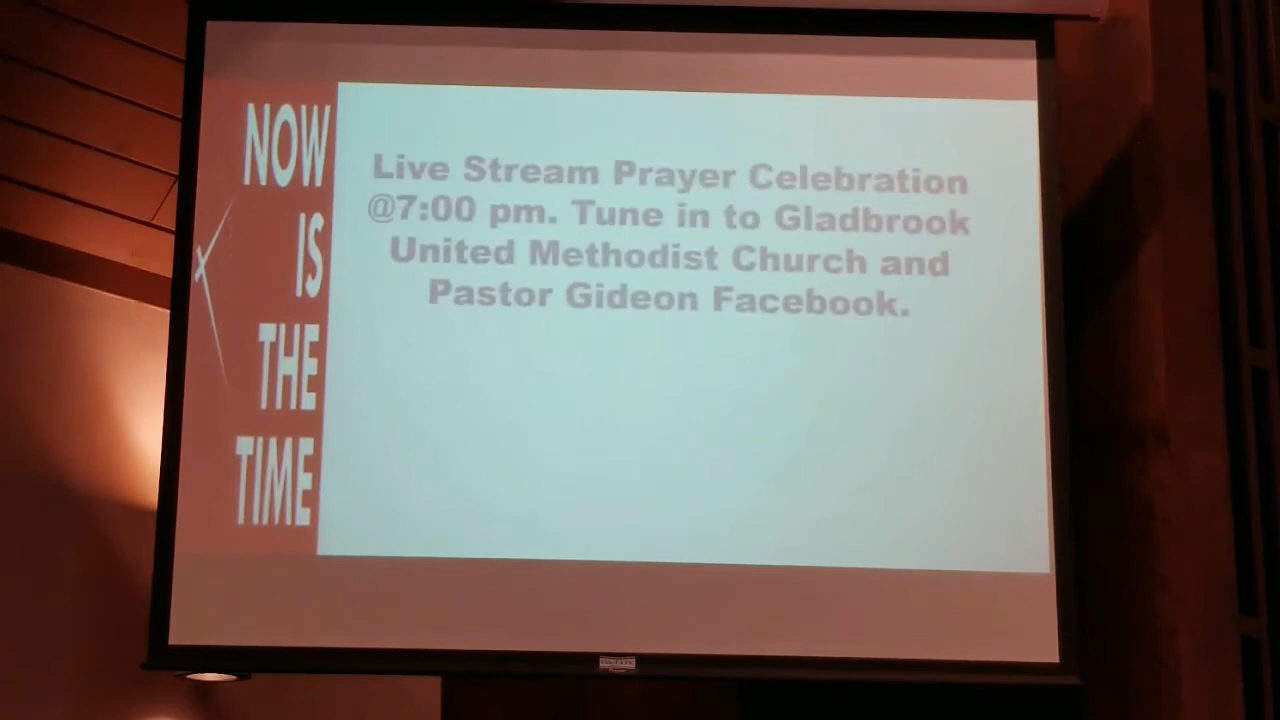 NOW
IS
THE
TIME
Live Stream Prayer Celebration
@7:00 pm. Tune in to Gladbrook
United Methodist Church and
Pastor Gideon Facebook.